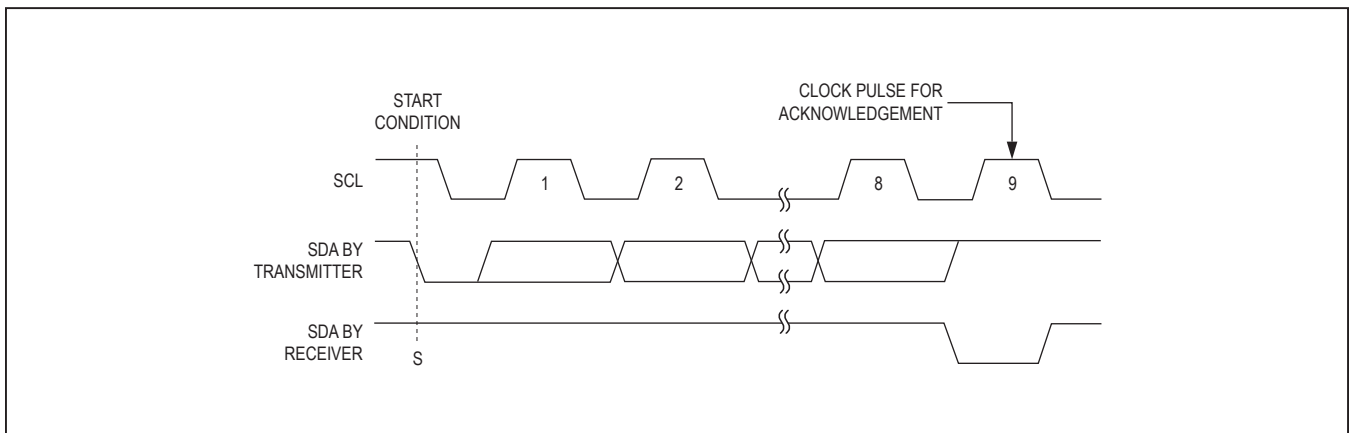 START
CONDITION
CLOCK PULSE FOR
ACKNOWLEDGEMENT
SCL
1
2
8
9
SDA BY
TRANSMITTER
SDA BY
RECEIVER
S